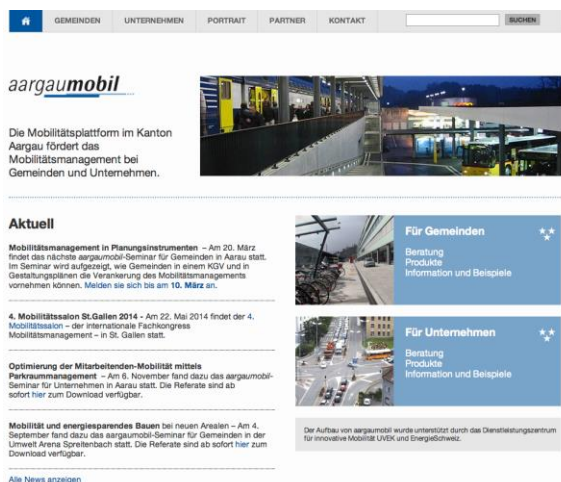 GEMEINDEN UNTERNEHMEN PORTRAIT PARTNER KONTAKT SUCHEN
aargaumobil
Die Mobilitätsplattform im Kanton
Aargau fördert das
Mobilitätsmanagement bei
Gemeinden und Unternehmen.
Aktuell
Mobilitätsmanagement in Planungsinstrumenten – Am 20. März
findet das nächste aargaumobil-Seminar für Gemeinden in Aarau statt.
Im Seminar wird aufgezeigt, wie Gemeinden in einem KGV und in
Gestaltungsplänen die Verankerung des Mobilitätsmanagements
vornehmen können. Melden sie sich bis am 10. März an.
4. Mobilitätssalon St.Gallen 2014 - Am 22. Mai 2014 findet der 4.
Mobilitätssalon – der internationale Fachkongress
Mobilitätsmanagement – in St. Gallen statt.
Optimierung der Mitarbeitenden-Mobilität mittels
Parkraummanagement – Am 6. November fand dazu das aargaumobil-
Seminar für Unternehmen in Aarau statt. Die Referate sind ab
sofort hier zum Download verfügbar.
Mobilität und energiesparendes Bauen bei neuen Arealen – Am 4.
September fand dazu das aargaumobil-Seminar für Gemeinden in der
Umwelt Arena Spreitenbach statt. Die Referate sind ab sofort hier zum
Download verfügbar.
Alle News anzeigen
Für Gemeinden
Beratung
Produkte
Information und Beispiele
Für Unternehmen
Beratung
Produkte
Information und Beispiele
Der Aufbau von aargaumobil wurde unterstützt durch das Dienstleistungszentrum
für innovative Mobilität UVEK und EnergieSchweiz.